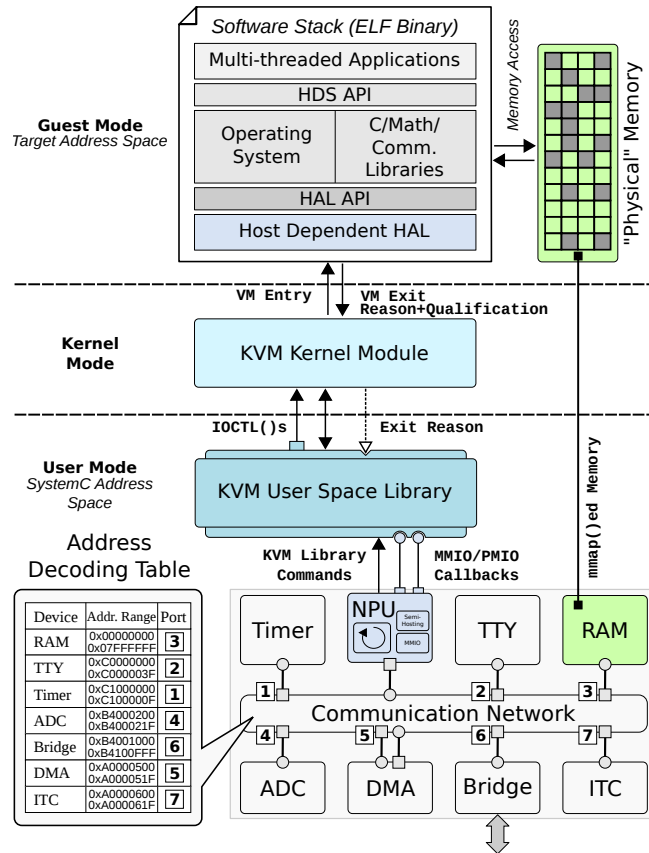 Software Stack (ELF Binary)
Multi-threaded Applications
HDS API
Operating
System
C/Math/
Comm.
Libraries
HAL API
Host Dependent HAL
Guest Mode
Target Address Space
Memory Access
"Physical" Memory
VM Entry
VM Exit
Reason+Qualification
Kernel
Mode
KVM Kernel Module
IOCTL()s
Exit Reason
User Mode
SystemC Address
Space
KVM User Space Library
mmap()ed Memory
KVM Library
Commands
MMIO/PMIO
Callbacks
Address
Decoding Table
Device Addr. Range Port
RAM 0x00000000 0x07FFFFFF 3
TTY 0xC0000000 0xC000003F 2
Timer 0xC1000000 0xC100000F 1
ADC 0xB4000200 0xB400021F 4
Bridge 0xB4001000 0xB4100FFF 6
DMA 0xA0000500 0xA000051F 5
ITC 0xA0000600 0xA000061F 7
Timer
NPU
Semi-
Hosting
MMIO
TTY
RAM
1
2
3
Communication Network
4
5
6
7
ADC
DMA
Bridge
ITC